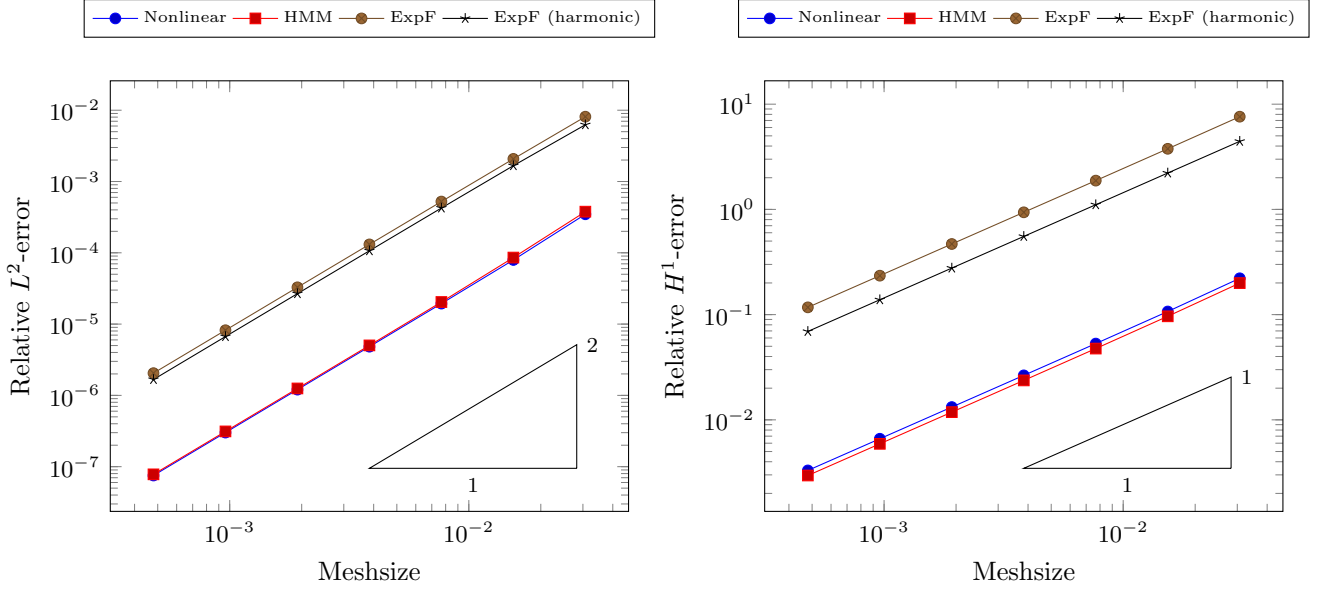 Nonlinear HMM ExpF ExpF (harmonic)
10^-2
10^-3
10^-4
10^-5
10^-6
10^-7
Relative L^2-error
2
1
10^-3 10^-2
Meshsize
Nonlinear HMM ExpF ExpF (harmonic)
10^1
10^0
10^-1
10^-2
Relative H^1-error
1
1
10^-3 10^-2
Meshsize